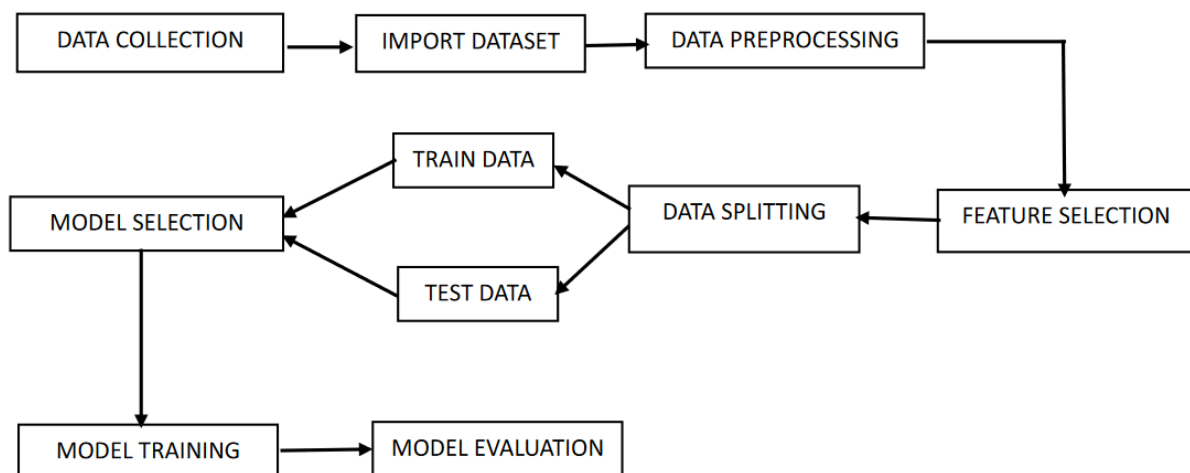 DATA COLLECTION
IMPORT DATASET
DATA PREPROCESSING
FEATURE SELECTION
DATA SPLITTING
TRAIN DATA
TEST DATA
MODEL SELECTION
MODEL TRAINING
MODEL EVALUATION